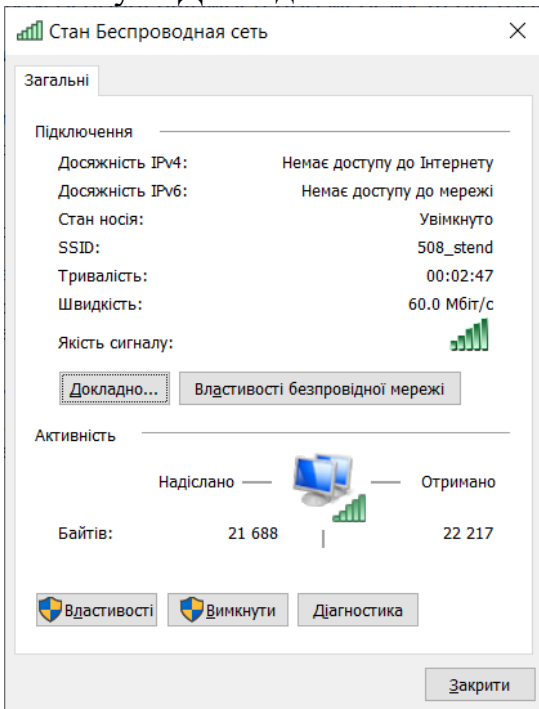 Стан Беспроводная сеть
Загальні
Підключення
Досяжність IPv4: Немає доступу до Інтернету
Досяжність IPv6: Немає доступу до мережі
Стан носія: Увімкнуто
SSID: 508_stend
Тривалість: 00:02:47
Швидкість: 60.0 Мбіт/с
Якість сигналу:
Докладно... Властивості безпровідної мережі
Активність
Надіслано — — Отримано
Байтів: 21 688 22 217
Властивості Вимкнути Діагностика
Закрити